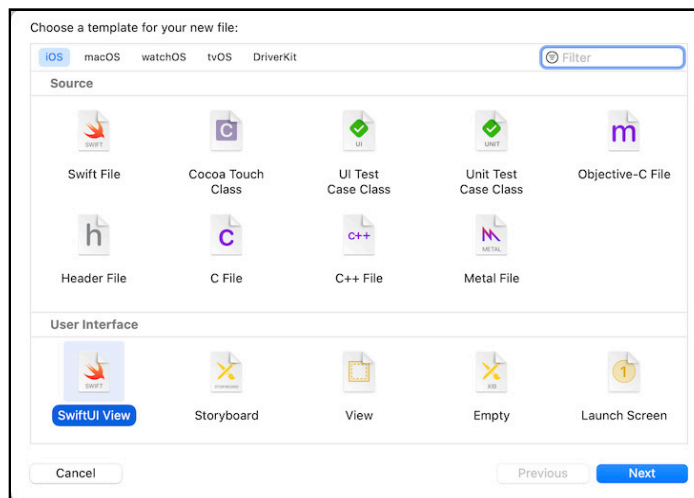 Choose a template for your new file:
iOS macOS watchOS tvOS DriverKit Filter
Source
SWIFT C UI UNIT m
Swift File Cocoa Touch Class UI Test Case Class Unit Test Case Class Objective-C File
h C C++ METAL
Header File C File C++ File Metal File
User Interface
SWIFT STORYBOARD XIB 1
SwiftUI View Storyboard View Empty Launch Screen
Cancel Previous Next